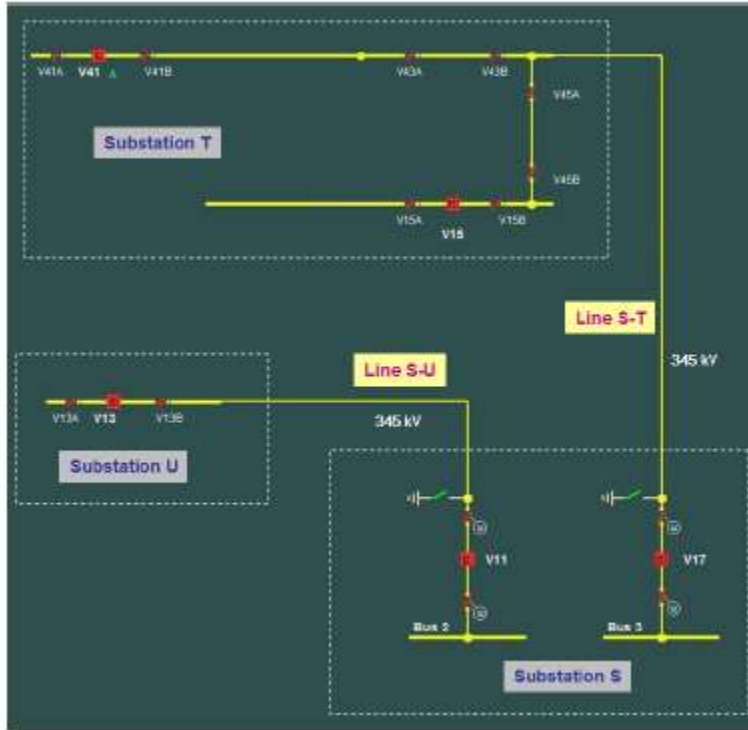 V41A V41 A V41B V43A V43B
V45A
Substation T
V45B
V15A V15 V15B
Line S-T
345 kV
Line S-U
V13A V13 V13B
345 kV
Substation U
V11 V17
Bus 2 Bus 3
Substation S